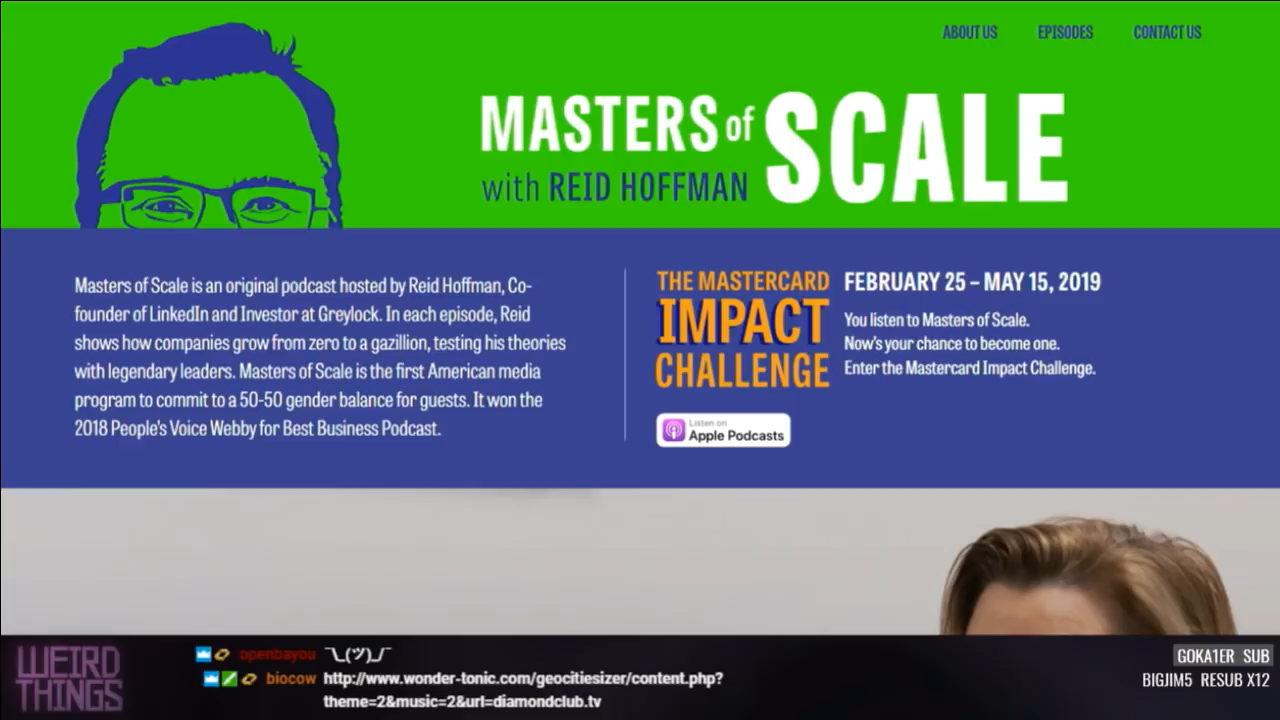 ABOUT US EPISODES CONTACT US
MASTERS of SCALE
with REID HOFFMAN
Masters of Scale is an original podcast hosted by Reid Hoffman, Co-
founder of LinkedIn and Investor at Greylock. In each episode, Reid
shows how companies grow from zero to a gazillion, testing his theories
with legendary leaders. Masters of Scale is the first American media
program to commit to a 50-50 gender balance for guests. It won the
2018 People's Voice Webby for Best Business Podcast.
THE MASTERCARD
IMPACT
CHALLENGE
FEBRUARY 25 – MAY 15, 2019
You listen to Masters of Scale.
Now's your chance to become one.
Enter the Mastercard Impact Challenge.
Listen on
Apple Podcasts
WEIRD
THINGS
openbayou ¯\_(ツ)_/¯
biocow http://www.wonder-tonic.com/geocitiesizer/content.php?
theme=2&music=2&url=diamondclub.tv
GOKA1ER SUB
BIGJIM5 RESUB X12